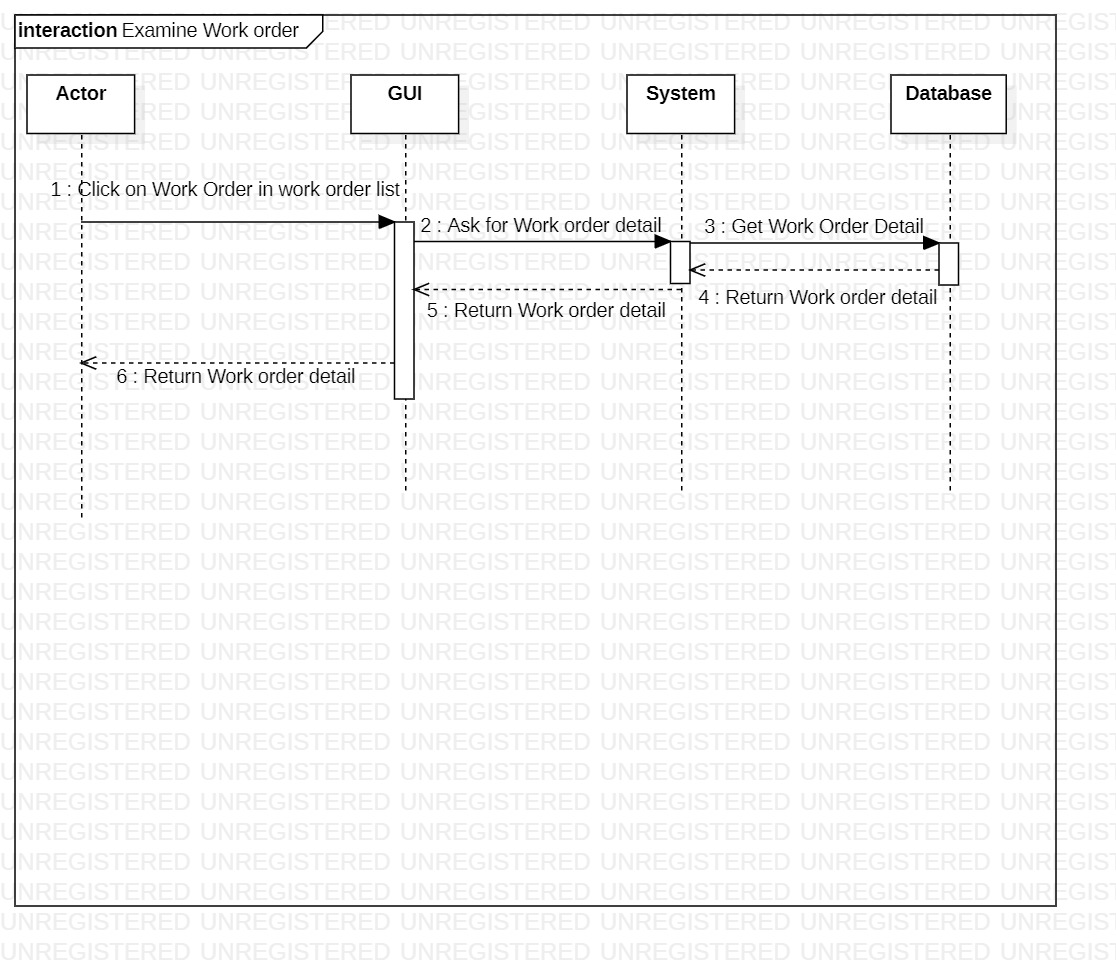 interaction Examine Work order
Actor
GUI
System
Database
1 : Click on Work Order in work order list
2 : Ask for Work order detail
3 : Get Work Order Detail
4 : Return Work order detail
5 : Return Work order detail
6 : Return Work order detail
UNREGISTERED